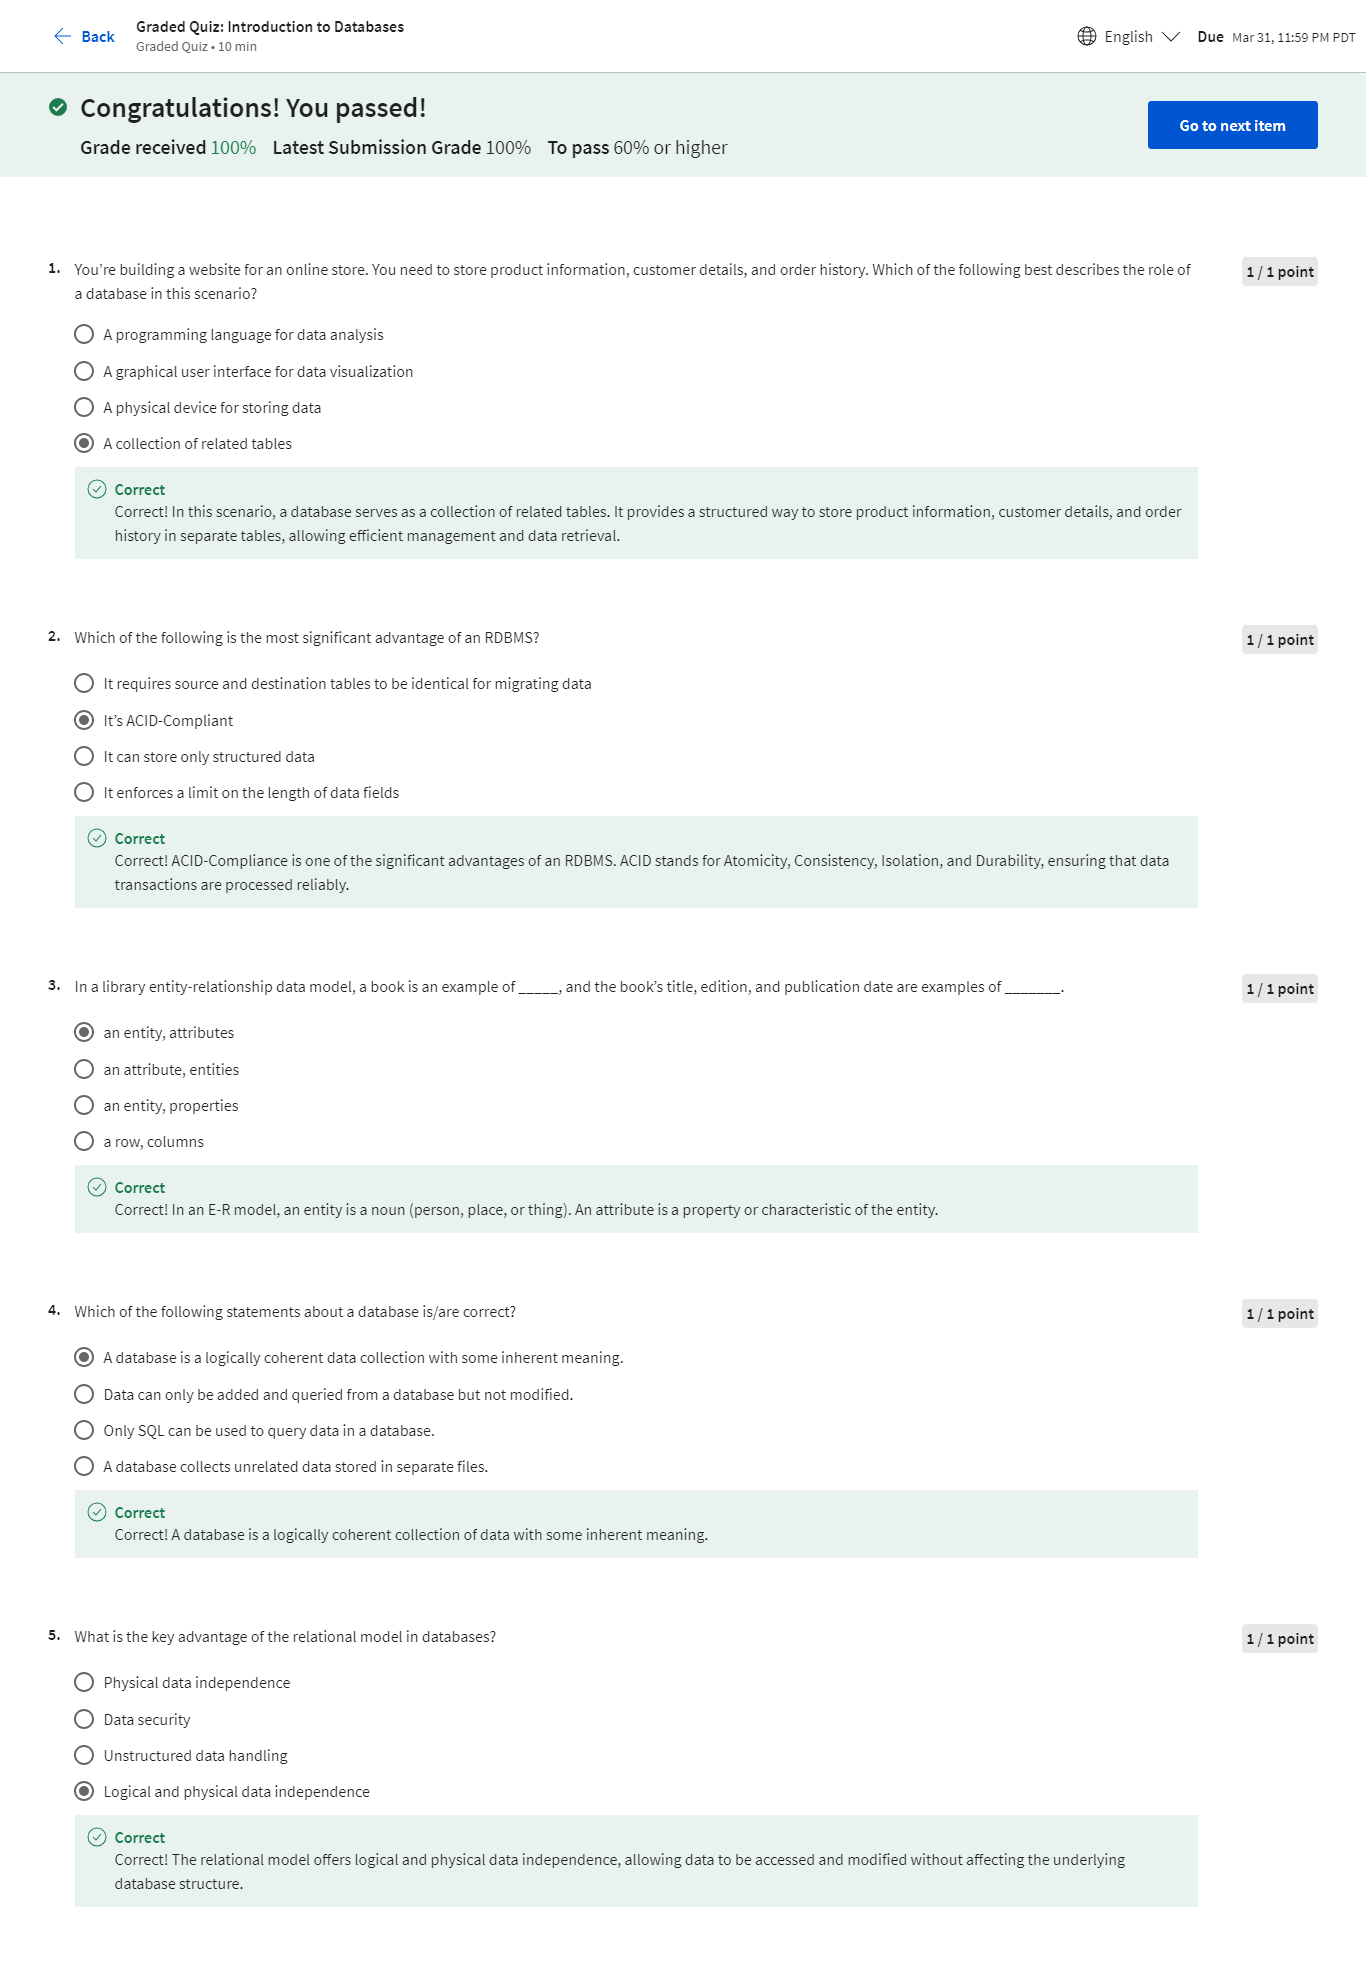 Back
Graded Quiz: Introduction to Databases
Graded Quiz • 10 min
English
Due Mar 31, 11:59 PM PDT
Congratulations! You passed!
Grade received 100% Latest Submission Grade 100% To pass 60% or higher
Go to next item
1. You’re building a website for an online store. You need to store product information, customer details, and order history. Which of the following best describes the role of
a database in this scenario?
1 / 1 point
A programming language for data analysis
A graphical user interface for data visualization
A physical device for storing data
A collection of related tables
Correct
Correct! In this scenario, a database serves as a collection of related tables. It provides a structured way to store product information, customer details, and order
history in separate tables, allowing efficient management and data retrieval.
2. Which of the following is the most significant advantage of an RDBMS?
1 / 1 point
It requires source and destination tables to be identical for migrating data
It’s ACID-Compliant
It can store only structured data
It enforces a limit on the length of data fields
Correct
Correct! ACID-Compliance is one of the significant advantages of an RDBMS. ACID stands for Atomicity, Consistency, Isolation, and Durability, ensuring that data
transactions are processed reliably.
3. In a library entity-relationship data model, a book is an example of _____, and the book’s title, edition, and publication date are examples of _______.
1 / 1 point
an entity, attributes
an attribute, entities
an entity, properties
a row, columns
Correct
Correct! In an E-R model, an entity is a noun (person, place, or thing). An attribute is a property or characteristic of the entity.
4. Which of the following statements about a database is/are correct?
1 / 1 point
A database is a logically coherent data collection with some inherent meaning.
Data can only be added and queried from a database but not modified.
Only SQL can be used to query data in a database.
A database collects unrelated data stored in separate files.
Correct
Correct! A database is a logically coherent collection of data with some inherent meaning.
5. What is the key advantage of the relational model in databases?
1 / 1 point
Physical data independence
Data security
Unstructured data handling
Logical and physical data independence
Correct
Correct! The relational model offers logical and physical data independence, allowing data to be accessed and modified without affecting the underlying
database structure.